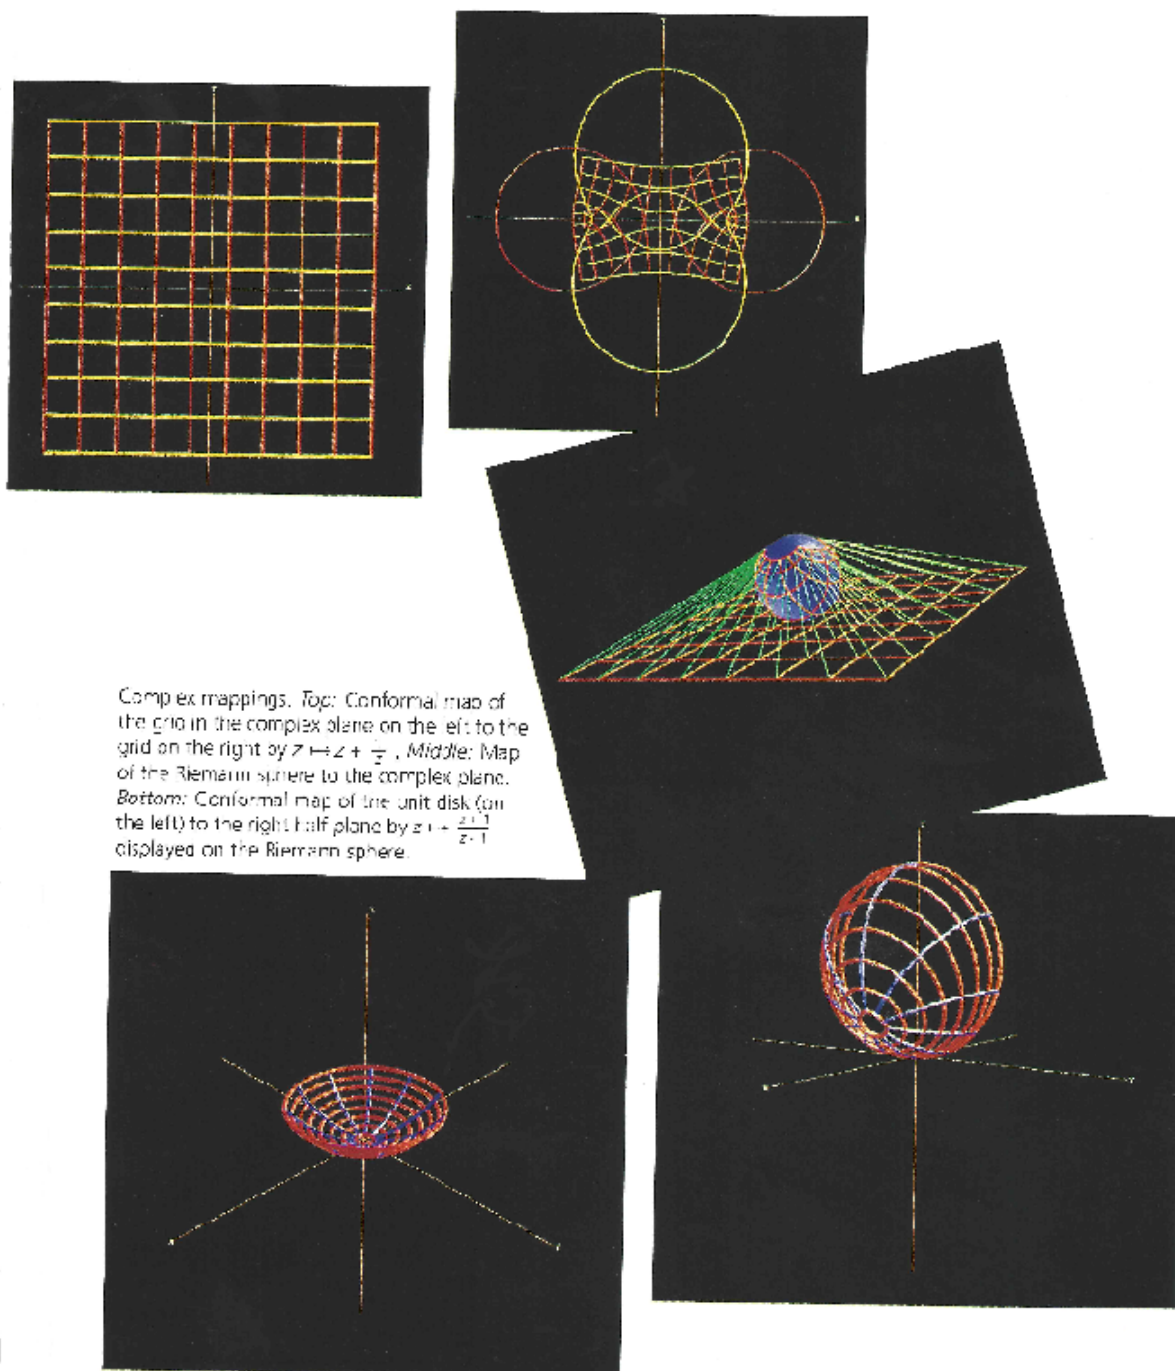 Complex mappings. Top: Conformal map of
the grid in the complex plane on the left to the
grid on the right by z ↦ z + 1/z , Middle: Map
of the Riemann sphere to the complex plane.
Bottom: Conformal map of the unit disk (on
the left) to the right half plane by z ↦
displayed on the Riemann sphere.